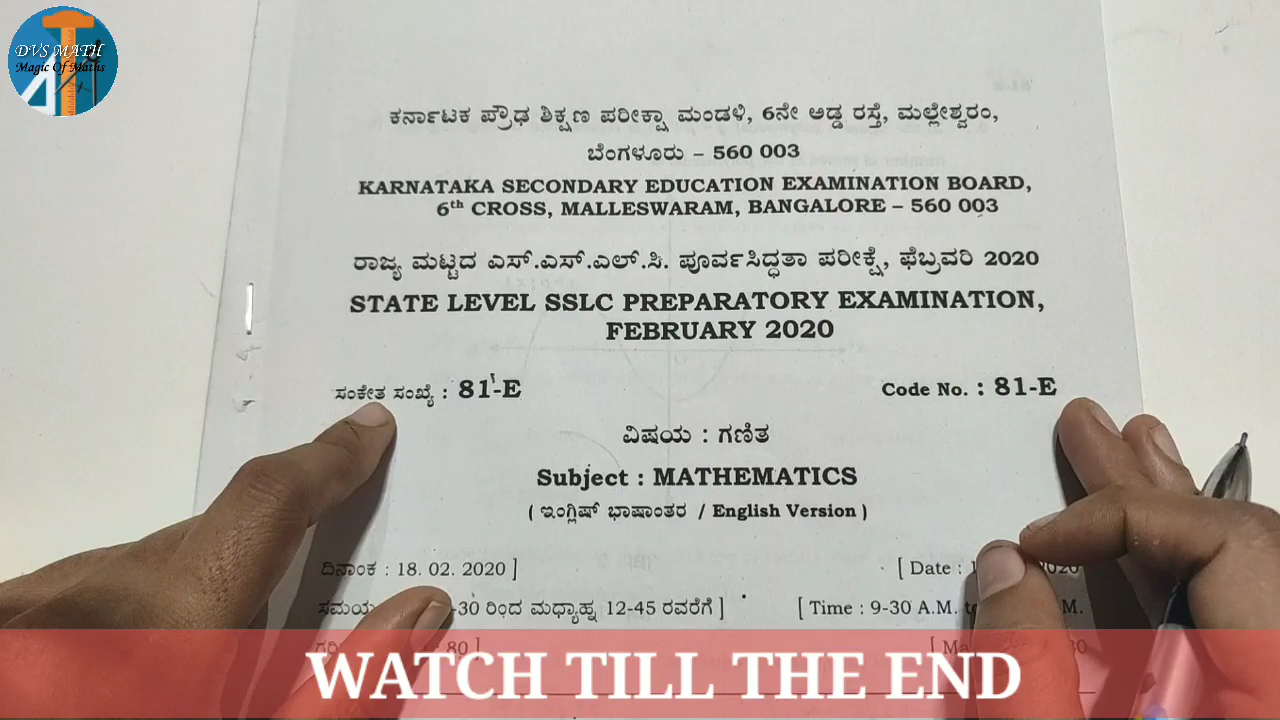 DVS MATH
Magic Of Maths
ಕರ್ನಾಟಕ ಪ್ರೌಢ ಶಿಕ್ಷಣ ಪರೀಕ್ಷಾ ಮಂಡಳಿ, 6ನೇ ಅಡ್ಡ ರಸ್ತೆ, ಮಲ್ಲೇಶ್ವರಂ,
ಬೆಂಗಳೂರು – 560 003
KARNATAKA SECONDARY EDUCATION EXAMINATION BOARD,
6th CROSS, MALLESWARAM, BANGALORE – 560 003
ರಾಜ್ಯ ಮಟ್ಟದ ಎಸ್.ಎಸ್.ಎಲ್.ಸಿ. ಪೂರ್ವಸಿದ್ಧತಾ ಪರೀಕ್ಷೆ, ಫೆಬ್ರವರಿ 2020
STATE LEVEL SSLC PREPARATORY EXAMINATION,
FEBRUARY 2020
ಸಂಕೇತ ಸಂಖ್ಯೆ : 81-E Code No. : 81-E
ವಿಷಯ : ಗಣಿತ
Subject : MATHEMATICS
( ಇಂಗ್ಲಿಷ್ ಭಾಷಾಂತರ / English Version )
ದಿನಾಂಕ : 18. 02. 2020 ] [ Date : 2020
ಸಮಯ -30 ರಿಂದ ಮಧ್ಯಾಹ್ನ 12-45 ರವರೆಗೆ ] [ Time : 9-30 A.M. M.
80 ]
WATCH TILL THE END